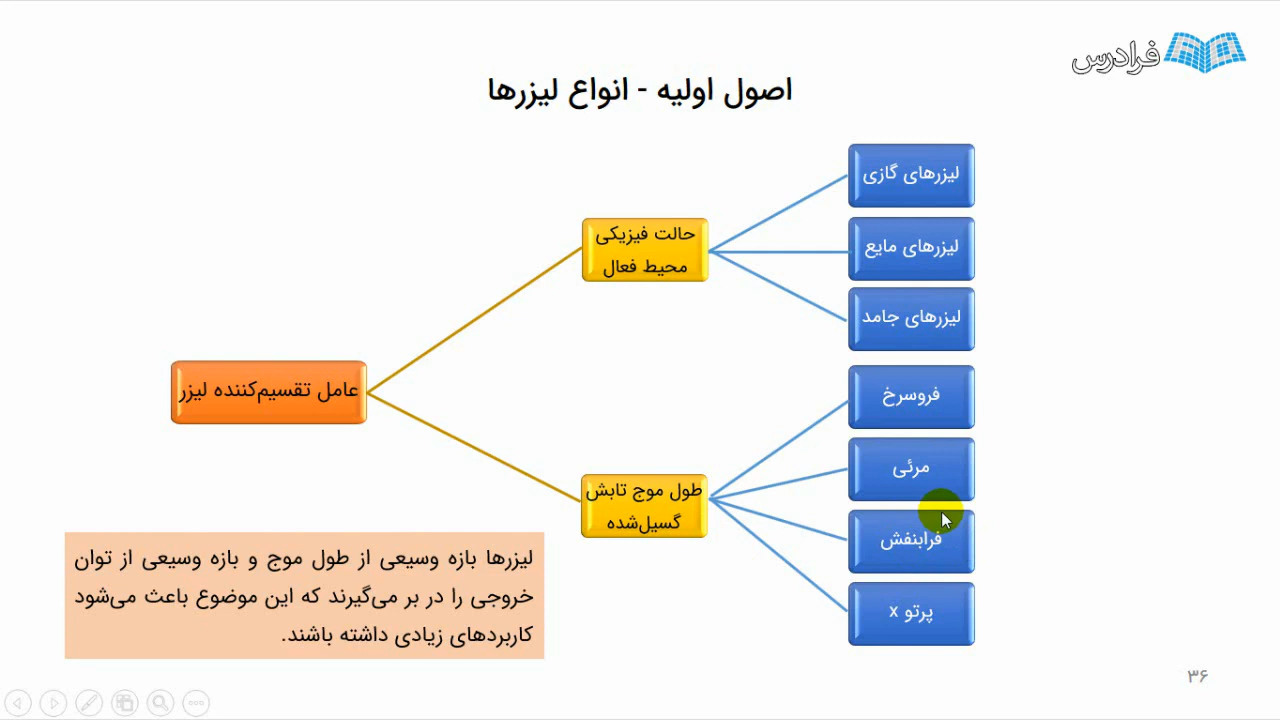 فرادرس
اصول اولیه - انواع لیزرها
عامل تقسیم‌کننده لیزر
حالت فیزیکی
محیط فعال
لیزرهای گازی
لیزرهای مایع
لیزرهای جامد
طول موج تابش
گسیل‌شده
فروسرخ
مرئی
فرابنفش
پرتو x
لیزرها بازه وسیعی از طول موج و بازه وسیعی از توان
خروجی را در بر می‌گیرند که این موضوع باعث می‌شود
کاربردهای زیادی داشته باشند.
۳۶